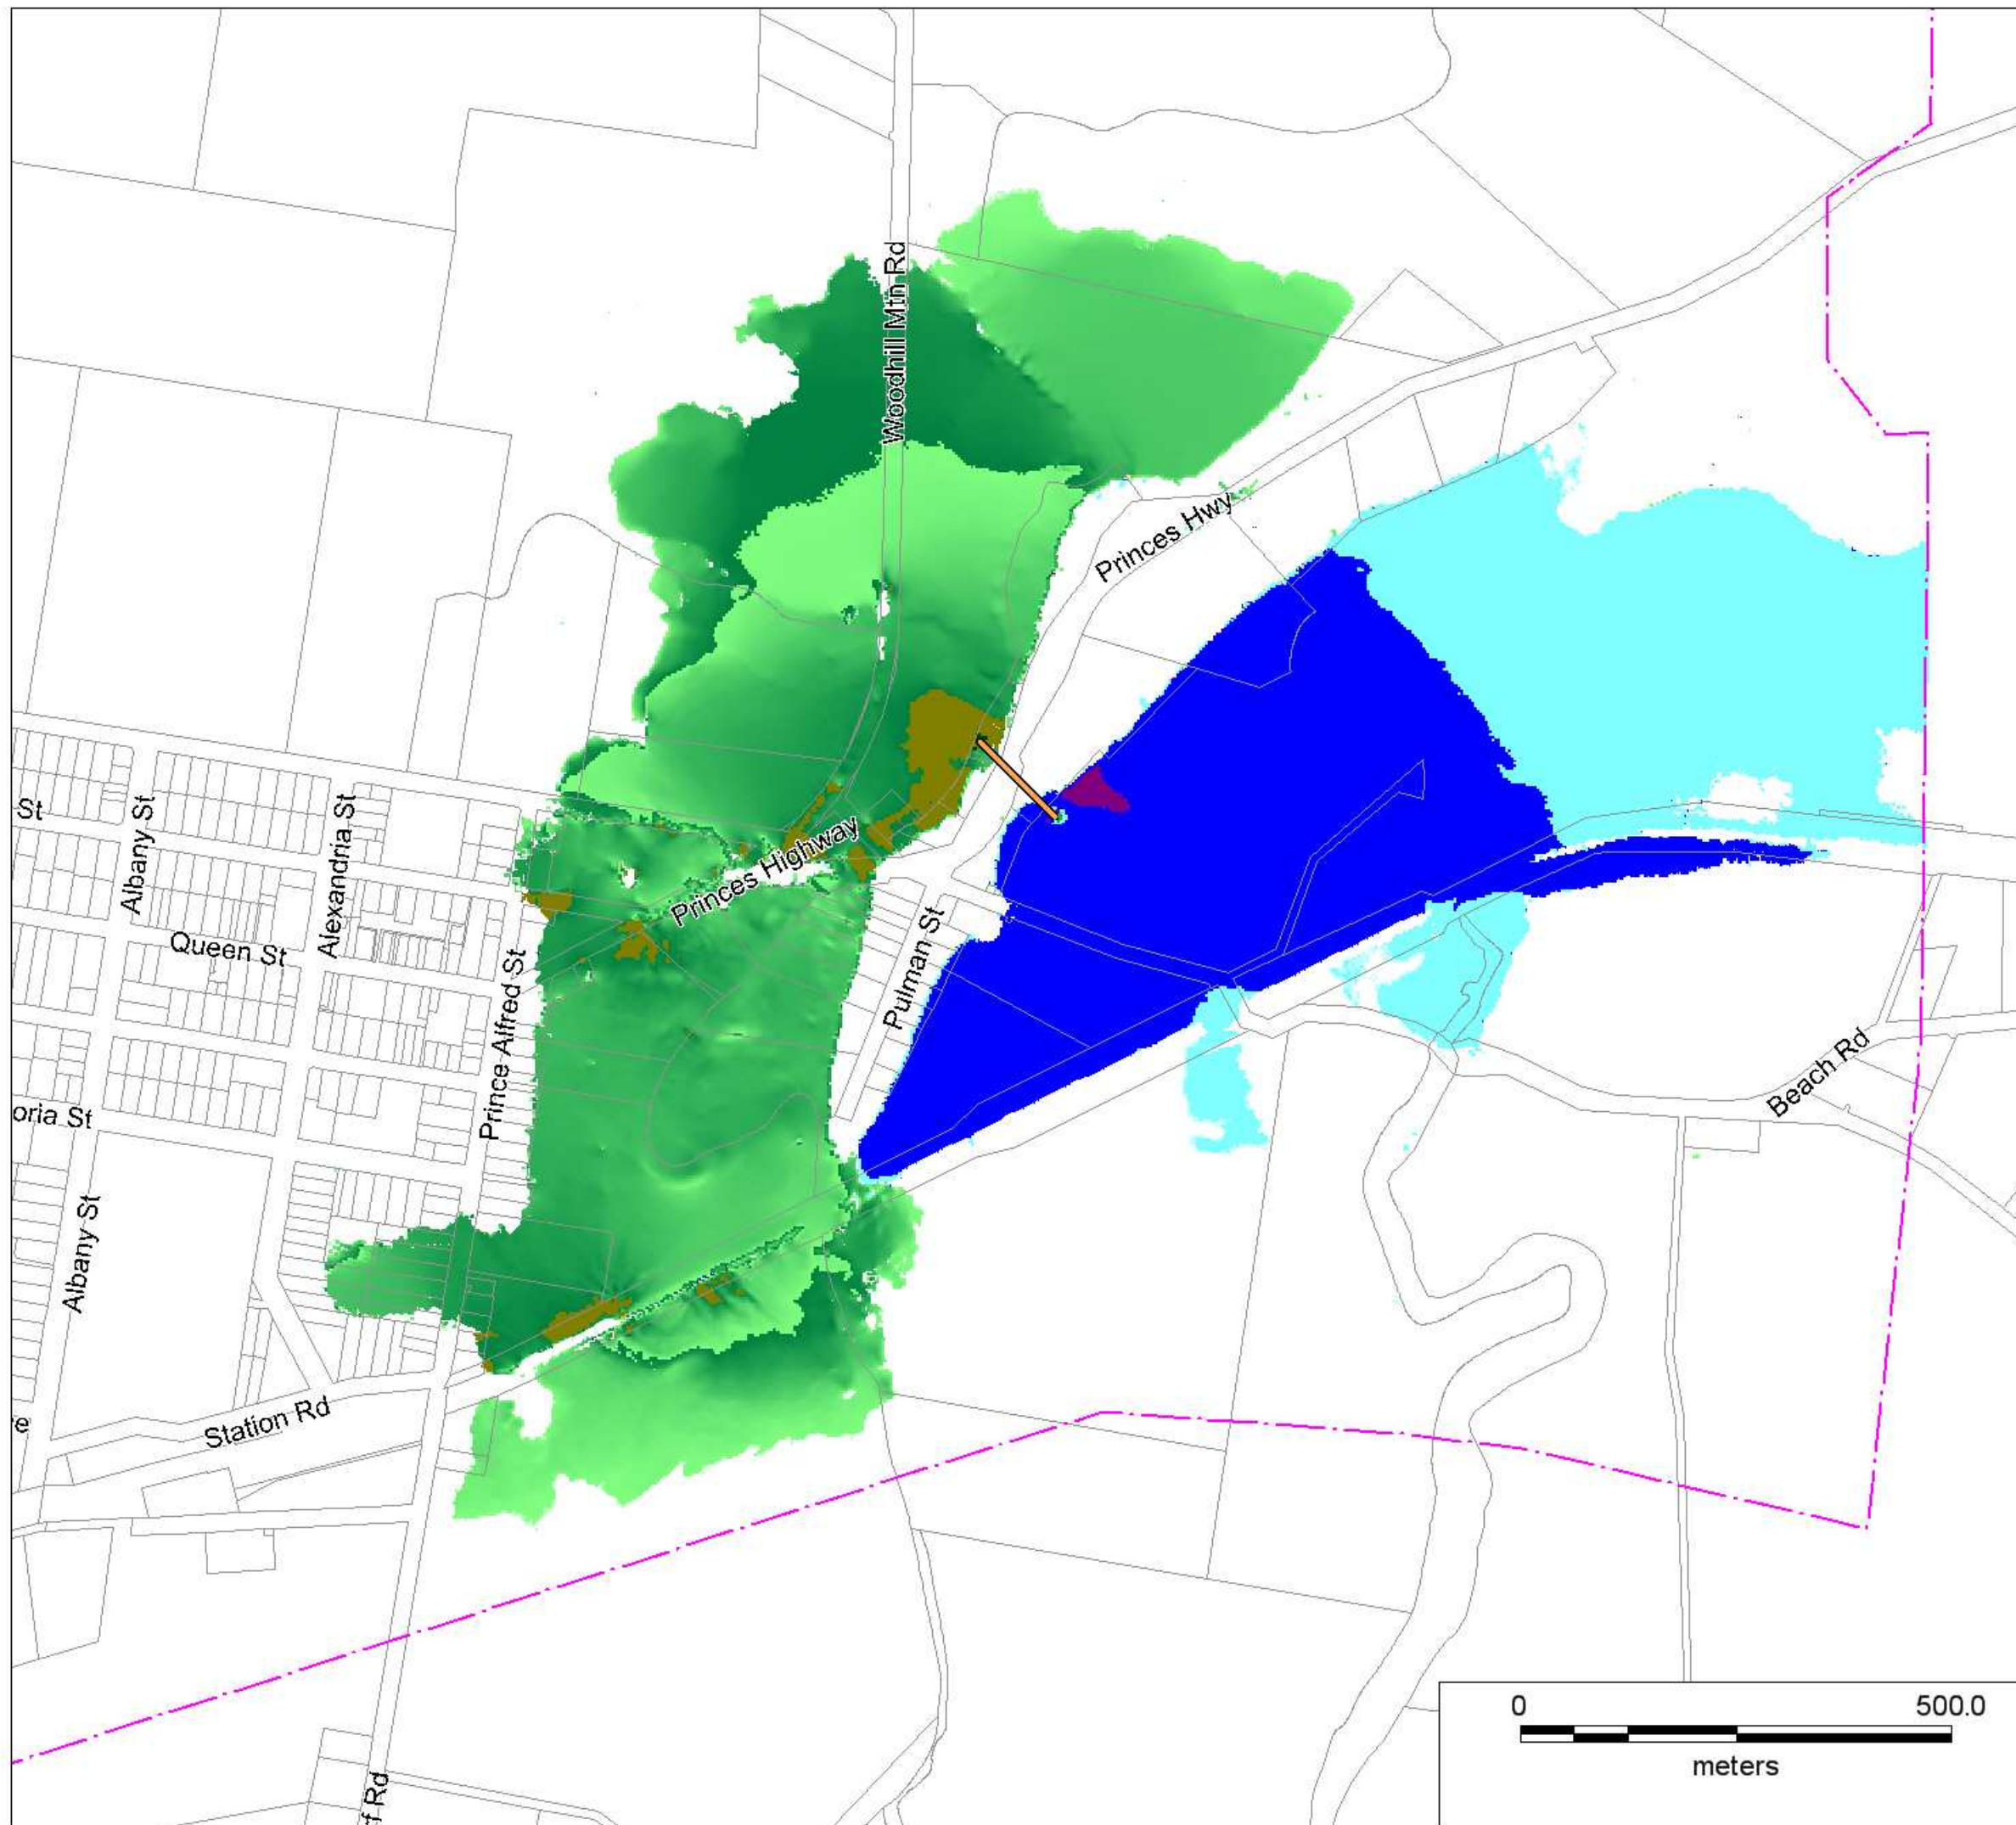 Woodhill Mtn Rd
Princes Hwy
St
Albany St
Alexandria St
Princes Highway
Queen St
Prince Alfred St
Pulman St
Beach Rd
oria St
Albany St
Station Rd
e
f Rd
0 500.0
meters